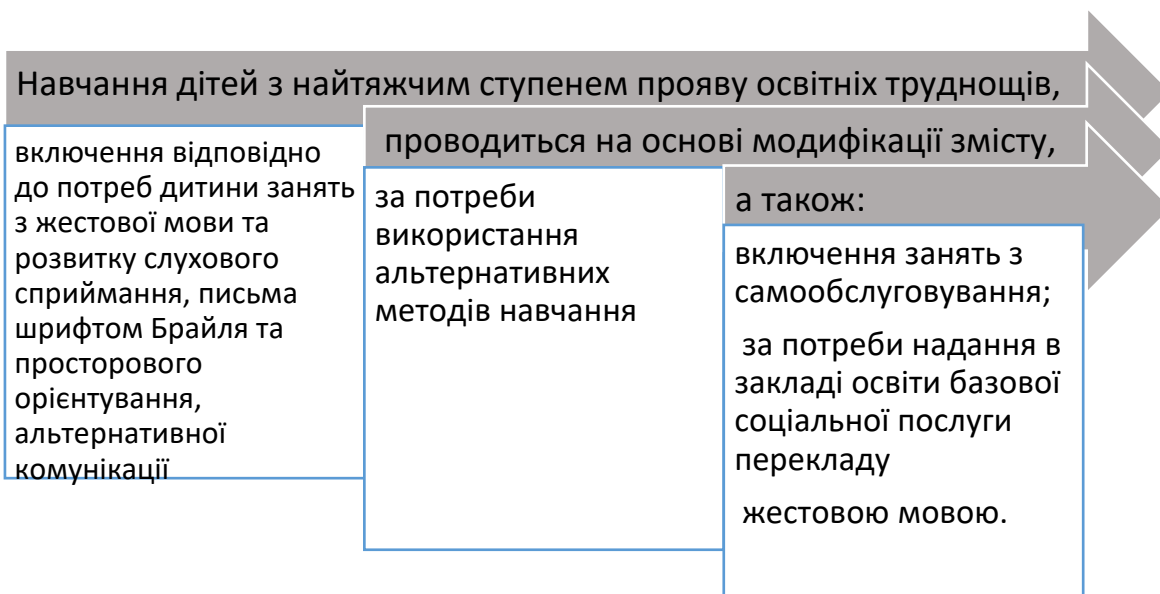 Навчання дітей з найтяжчим ступенем прояву освітніх труднощів,
включення відповідно
до потреб дитини занять
з жестової мови та
розвитку слухового
сприймання, письма
шрифтом Брайля та
просторового
орієнтування,
альтернативної
комунікації
проводиться на основі модифікації змісту,
за потреби
використання
альтернативних
методів навчання
а також:
включення занять з
самообслуговування;
за потреби надання в
закладі освіти базової
соціальної послуги
перекладу
жестовою мовою.